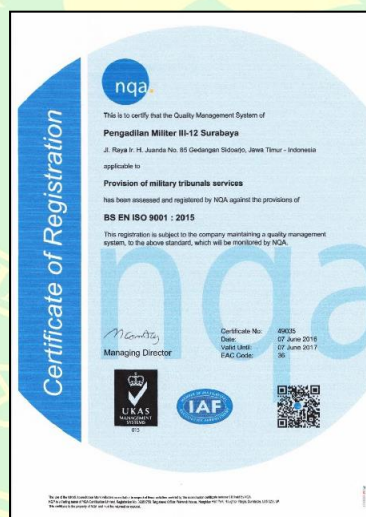 nqa.
Certificate of Registration
This is to certify that the Quality Management System of
Pengadilan Militer III-12 Surabaya
Jl. Raya Ir. H. Juanda No. 85 Gedangan Sidoarjo, Jawa Timur - Indonesia
applicable to
Provision of military tribunals services
has been assessed and registered by NQA against the provisions of
BS EN ISO 9001 : 2015
This registration is subject to the company maintaining a quality management
system, to the above standard, which will be monitored by NQA.
nqa
Managing Director
Certificate No: 49035
Date: 07 June 2016
Valid Until: 07 June 2017
EAC Code: 36
UKAS
MANAGEMENT
SYSTEMS
015
IAF